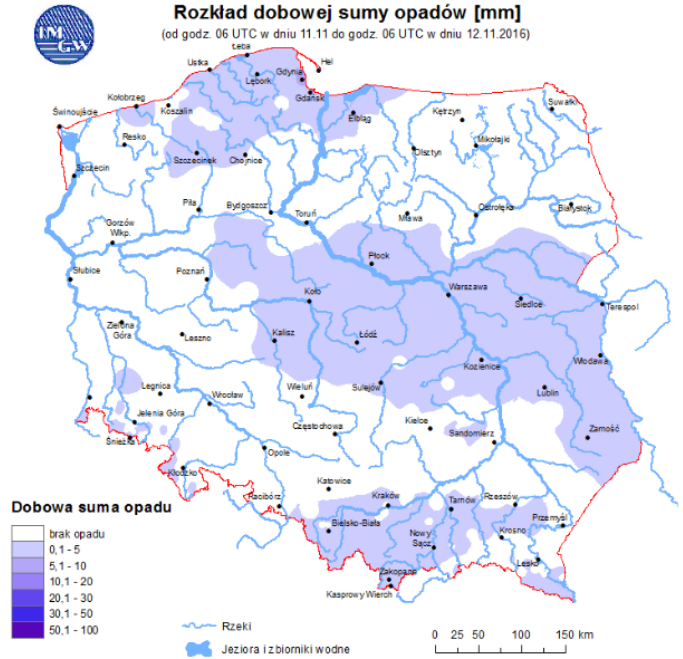 Rozkład dobowej sumy opadów [mm]
(od godz. 06 UTC w dniu 11.11 do godz. 06 UTC w dniu 12.11.2016)
IM
G-W
Łeba
Ustka
Hel
Lębork
Gdynia
Gdańsk
Kołobrzeg
Koszalin
Świnoujście
Elbląg
Kętrzyn
Suwałki
Resko
Szczecinek
Chojnice
Olsztyn
Mikołajki
Szczecin
Piła
Bydgoszcz
Toruń
Mława
Ostrołęka
Białystok
Gorzów
Wlkp.
Płock
Słubice
Poznań
Koło
Warszawa
Siedlce
Terespol
Zielona
Góra
Leszno
Kalisz
Łódź
Kozienice
Włodawa
Legnica
Wrocław
Wieluń
Sulejów
Lublin
Jelenia Góra
Częstochowa
Kielce
Sandomierz
Zamość
Śnieżka
Opole
Kłodzko
Katowice
Racibórz
Kraków
Tarnów
Rzeszów
Przemyśl
Bielsko-Biała
Nowy
Sącz
Krosno
Lesko
Zakopane
Kasprowy Wierch
Dobowa suma opadu
brak opadu
0,1 - 5
5,1 - 10
10,1 - 20
20,1 - 30
30,1 - 50
50,1 - 100
Rzeki
Jeziora i zbiorniki wodne
0 25 50 100 150 km